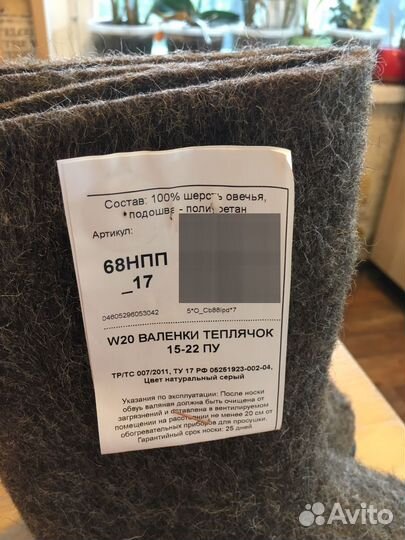 Состав: 100% шерсть овечья,
подошва - полиуретан
Артикул:
68НПП
_17
04605296053042
5*O_Cb88Ipd*7
W20 ВАЛЕНКИ ТЕПЛЯЧОК
15-22 ПУ
ТР/ТС 007/2011, ТУ 17 РФ 05251923-002-04.
Цвет натуральный серый
Указания по эксплуатации: После носки
обувь валяная должна быть очищена от
загрязнений и оставлена в вентилируемом
помещении на расстоянии не менее 20 см от
обогревательных приборов для просушки.
Гарантийный срок носки: 25 дней.
Avito